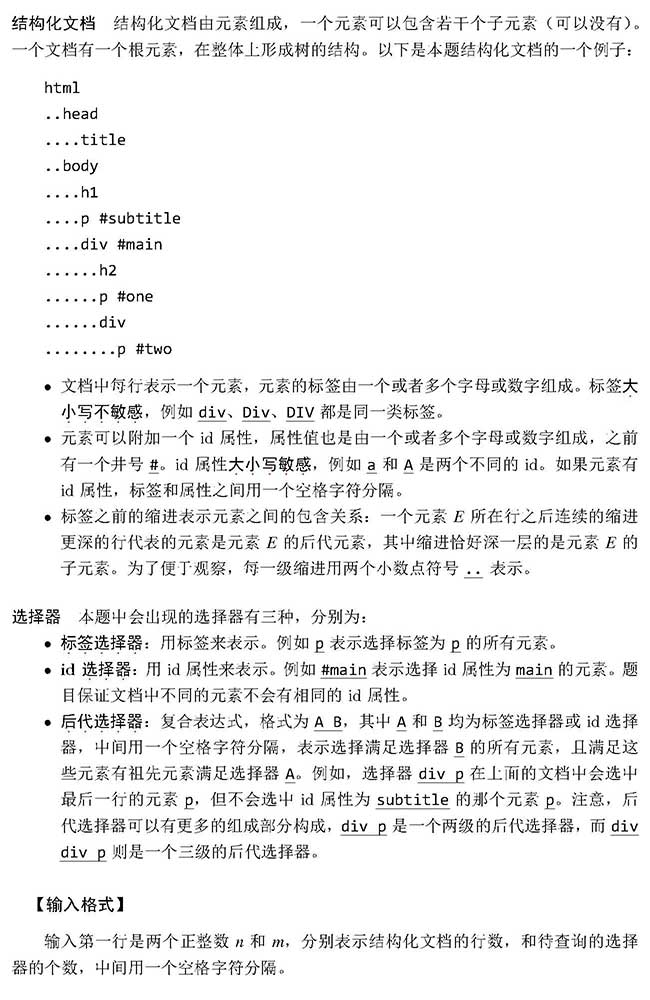 结构化文档 结构化文档由元素组成，一个元素可以包含若干个子元素（可以没有）。
一个文档有一个根元素，在整体上形成树的结构。以下是本题结构化文档的一个例子：
html
..head
....title
..body
....h1
....p #subtitle
....div #main
......h2
......p #one
......div
........p #two
• 文档中每行表示一个元素，元素的标签由一个或者多个字母或数字组成。标签大
小写不敏感，例如 div、Div、DIV 都是同一类标签。
• 元素可以附加一个 id 属性，属性值也是由一个或者多个字母或数字组成，之前
有一个井号 #。id 属性大小写敏感，例如 a 和 A 是两个不同的 id。如果元素有
id 属性，标签和属性之间用一个空格字符分隔。
• 标签之前的缩进表示元素之间的包含关系：一个元素 E 所在行之后连续的缩进
更深的行代表的元素是元素 E 的后代元素，其中缩进恰好深一层的是元素 E 的
子元素。为了便于观察，每一级缩进用两个小数点符号 .. 表示。
选择器 本题中会出现的选择器有三种，分别为：
• 标签选择器：用标签来表示。例如 p 表示选择标签为 p 的所有元素。
• id 选择器：用 id 属性来表示。例如 #main 表示选择 id 属性为 main 的元素。题
目保证文档中不同的元素不会有相同的 id 属性。
• 后代选择器：复合表达式，格式为 A B，其中 A 和 B 均为标签选择器或 id 选择
器，中间用一个空格字符分隔，表示选择满足选择器 B 的所有元素，且满足这
些元素有祖先元素满足选择器 A。例如，选择器 div p 在上面的文档中会选中
最后一行的元素 p，但不会选中 id 属性为 subtitle 的那个元素 p。注意，后
代选择器可以有更多的组成部分构成，div p 是一个两级的后代选择器，而 div
div p 则是一个三级的后代选择器。
【输入格式】
输入第一行是两个正整数 n 和 m，分别表示结构化文档的行数，和待查询的选择
器的个数，中间用一个空格字符分隔。